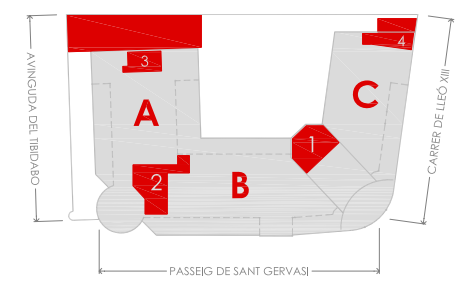 AVINGUDA DEL TIBIDABO
3
4
A
C
CARRER DE LLEÓ XIII
1
2
B
PASSEIG DE SANT GERVASI